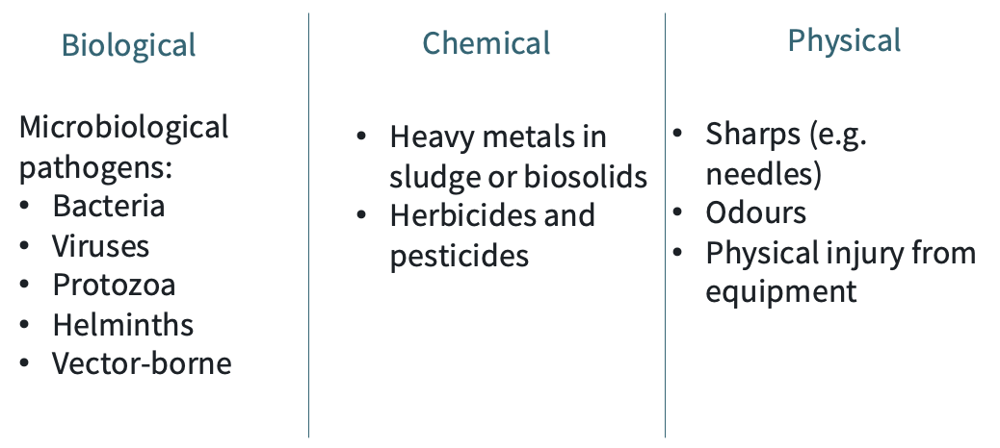 Biological
Microbiological
pathogens:
• Bacteria
• Viruses
• Protozoa
• Helminths
• Vector-borne
Chemical
• Heavy metals in
sludge or biosolids
• Herbicides and
pesticides
Physical
• Sharps (e.g.
needles)
• Odours
• Physical injury from
equipment